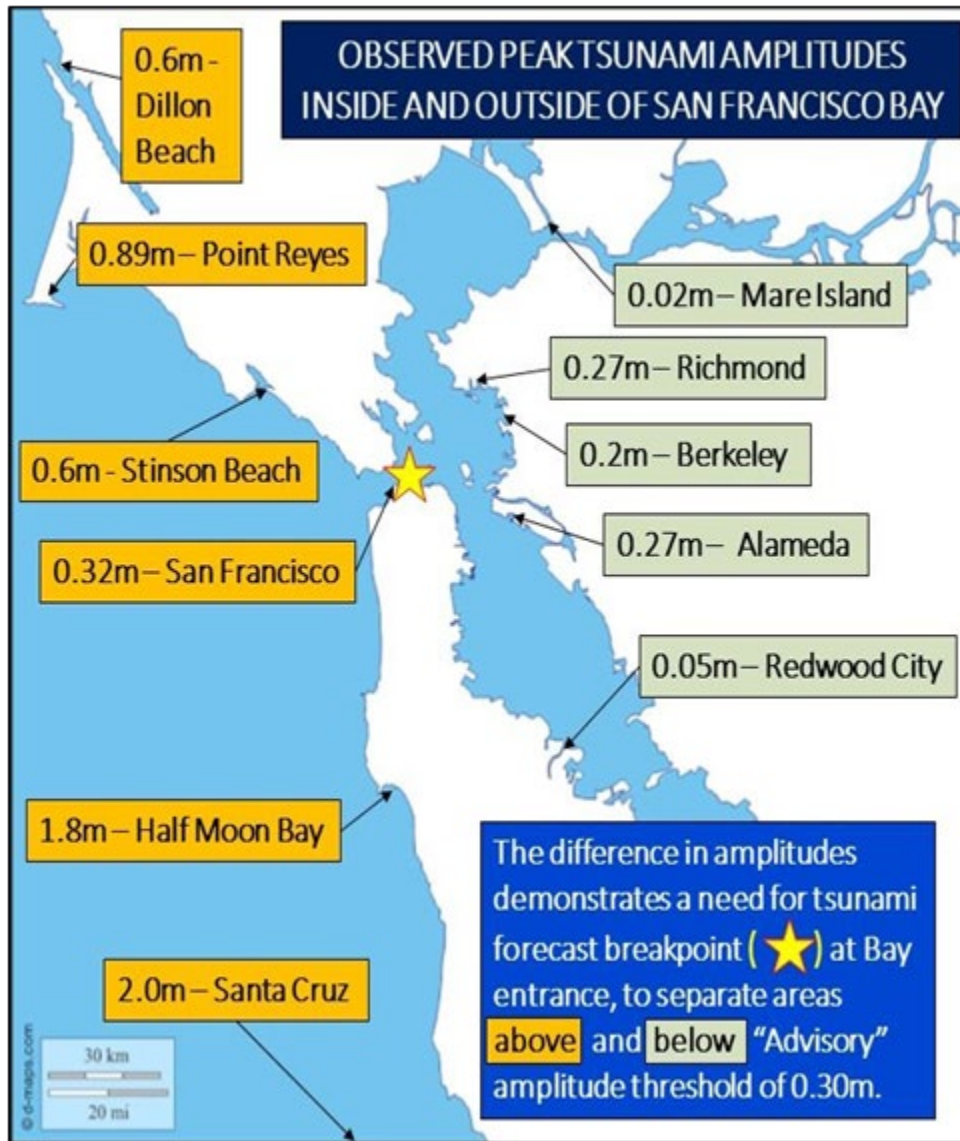 OBSERVED PEAK TSUNAMI AMPLITUDES
INSIDE AND OUTSIDE OF SAN FRANCISCO BAY
0.6m -
Dillon
Beach
0.89m – Point Reyes
0.02m – Mare Island
0.27m – Richmond
0.2m – Berkeley
0.6m - Stinson Beach
0.27m – Alameda
0.32m – San Francisco
0.05m – Redwood City
1.8m – Half Moon Bay
The difference in amplitudes
demonstrates a need for tsunami
forecast breakpoint ( ) at Bay
entrance, to separate areas
above and below “Advisory”
amplitude threshold of 0.30m.
2.0m – Santa Cruz
30 km
20 mi
© d-maps.com